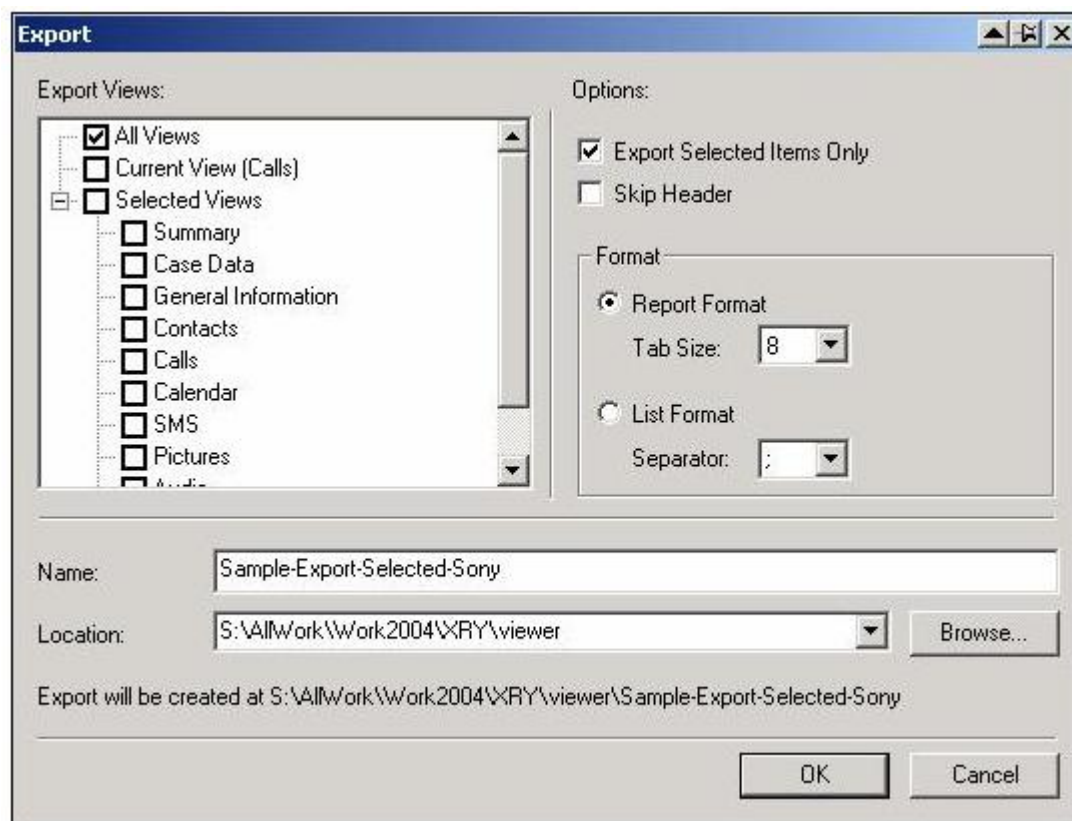 Export
Export Views:
All Views
Current View (Calls)
Selected Views
Summary
Case Data
General Information
Contacts
Calls
Calendar
SMS
Pictures
Audio
Options:
Export Selected Items Only
Skip Header
Format
Report Format
Tab Size: 8
List Format
Separator: ;
Name: Sample-Export-Selected-Sony
Location: S:\AllWork\Work2004\XRY\viewer Browse...
Export will be created at S:\AllWork\Work2004\XRY\viewer\Sample-Export-Selected-Sony
OK Cancel